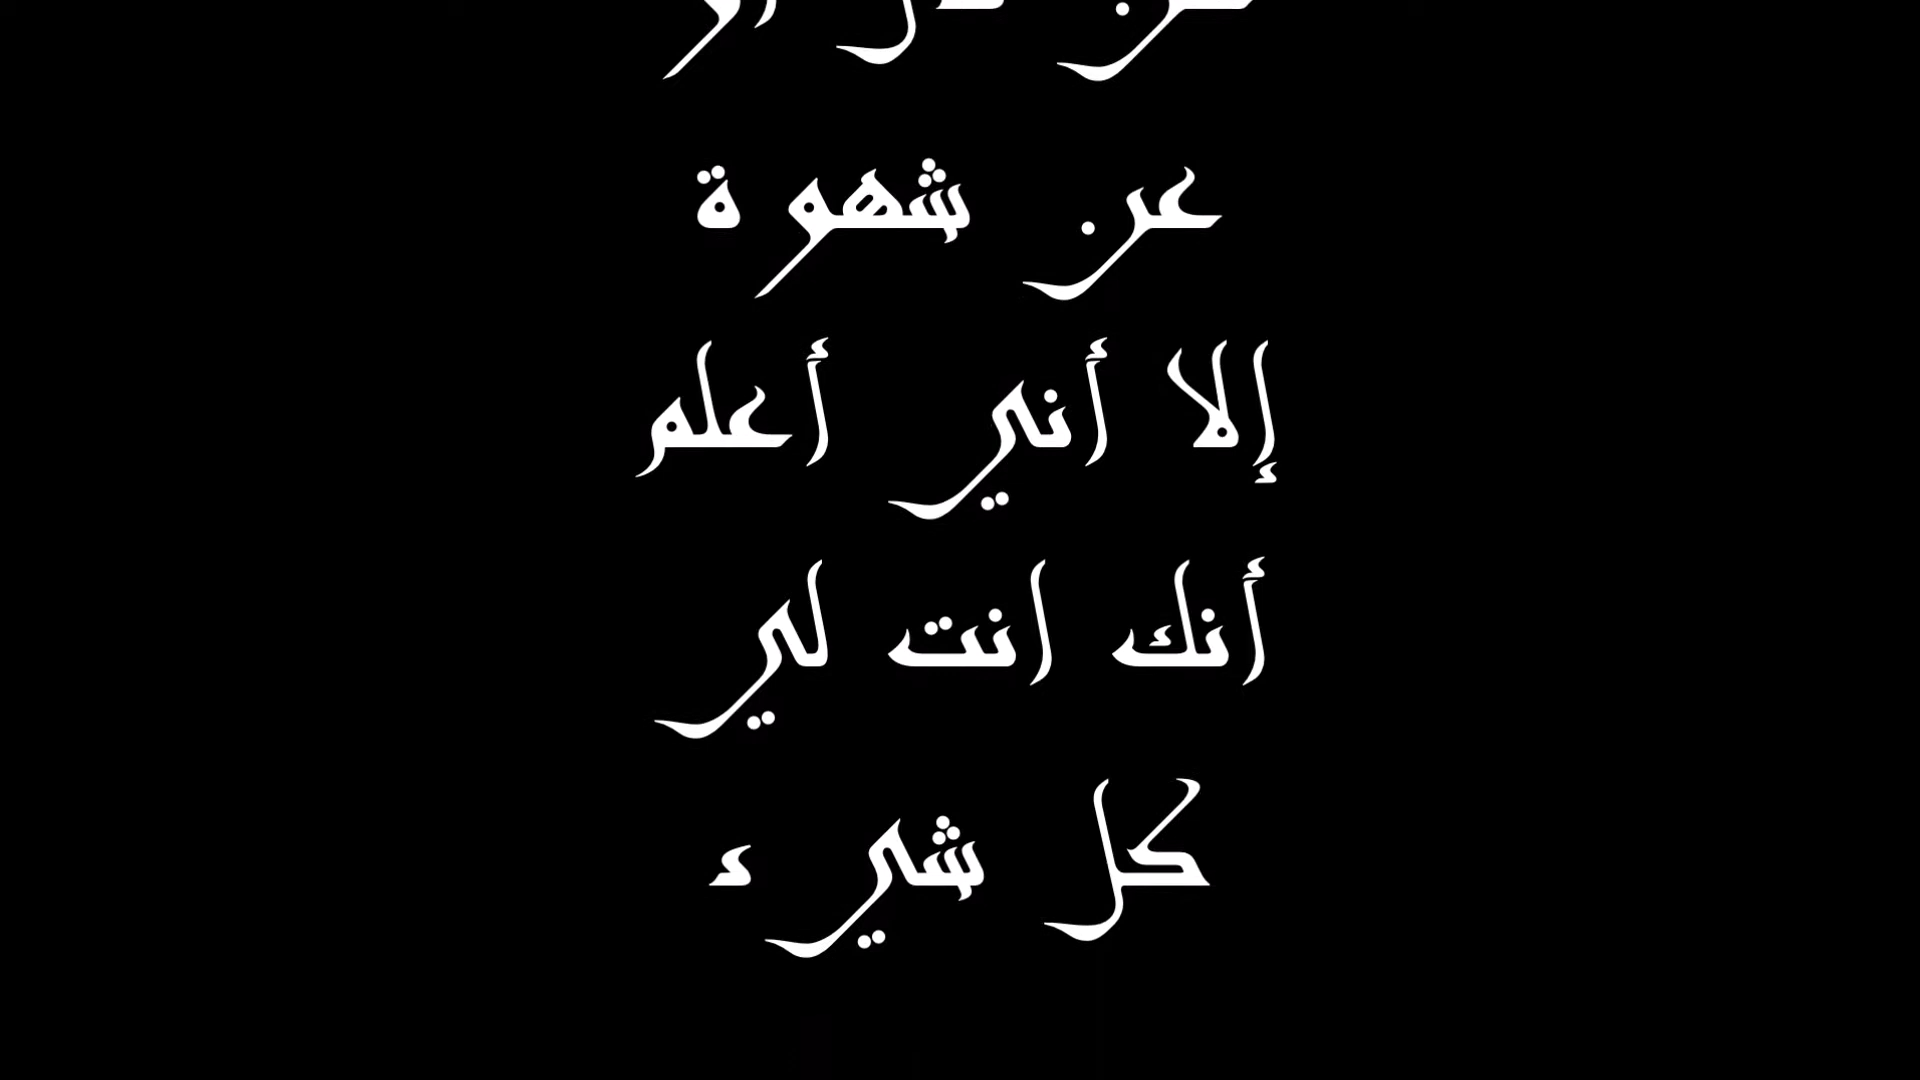 عن شهوة
إلا أني أعلم
أنك انت لي
كل شيء